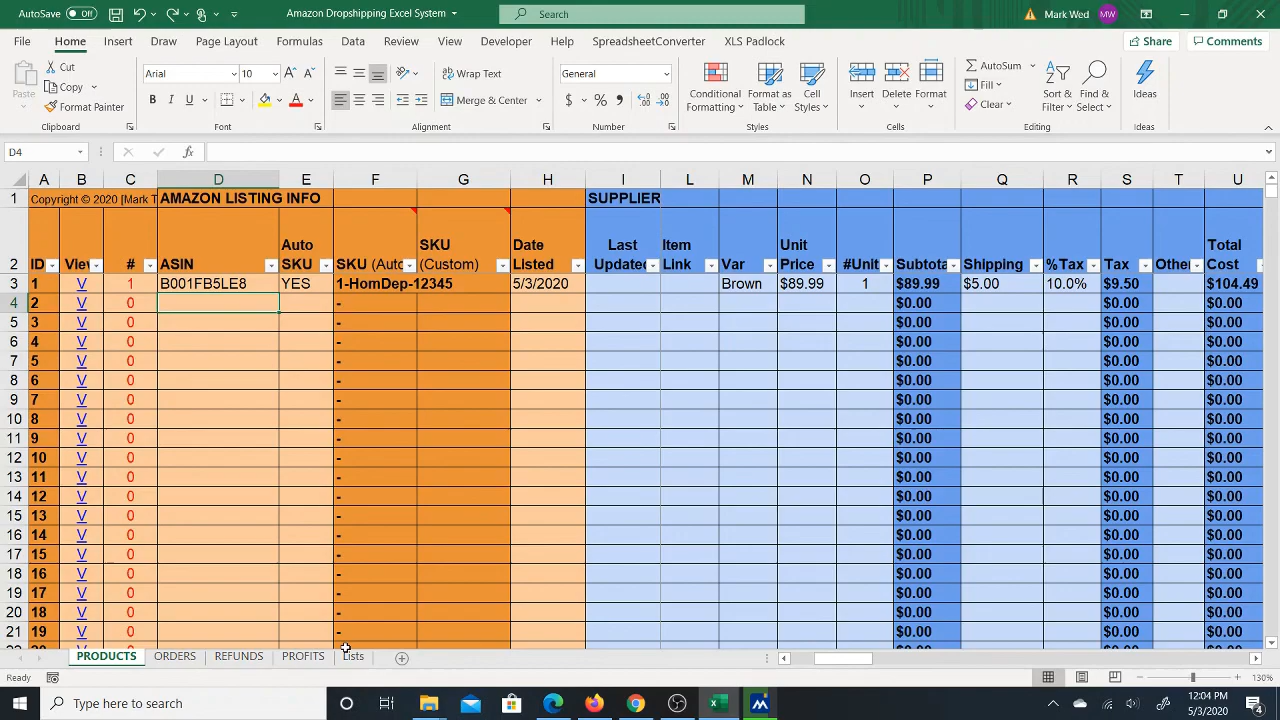 AutoSave Off Amazon Dropshipping Excel System Search Mark Wed MW
File Home Insert Draw Page Layout Formulas Data Review View Developer Help SpreadsheetConverter XLS Padlock Share Comments
Paste Cut Copy Format Painter Clipboard
Arial 10 B I U Font
Wrap Text Merge & Center Alignment
General $ % Number
Conditional Formatting Format as Table Cell Styles Styles
Insert Delete Format Cells
AutoSum Fill Clear Sort & Filter Find & Select Editing
Ideas Ideas
D4 fx
A B C D E F G H I L M N O P Q R S T U
1 Copyright © 2020 [Mark T AMAZON LISTING INFO SUPPLIER
2 ID Viev # ASIN Auto SKU SKU (Auto SKU (Custom) Date Listed Last Update Item Link Var Unit Price #Unit Subtota Shipping %Tax Tax Other Total Cost
3 1 V 1 B001FB5LE8 YES 1-HomDep-12345 5/3/2020 Brown $89.99 1 $89.99 $5.00 10.0% $9.50 $104.49
4 2 V 0 - $0.00 $0.00 $0.00
5 3 V 0 - $0.00 $0.00 $0.00
6 4 V 0 - $0.00 $0.00 $0.00
7 5 V 0 - $0.00 $0.00 $0.00
8 6 V 0 - $0.00 $0.00 $0.00
9 7 V 0 - $0.00 $0.00 $0.00
10 8 V 0 - $0.00 $0.00 $0.00
11 9 V 0 - $0.00 $0.00 $0.00
12 10 V 0 - $0.00 $0.00 $0.00
13 11 V 0 - $0.00 $0.00 $0.00
14 12 V 0 - $0.00 $0.00 $0.00
15 13 V 0 - $0.00 $0.00 $0.00
16 14 V 0 - $0.00 $0.00 $0.00
17 15 V 0 - $0.00 $0.00 $0.00
18 16 V 0 - $0.00 $0.00 $0.00
19 17 V 0 - $0.00 $0.00 $0.00
20 18 V 0 - $0.00 $0.00 $0.00
21 19 V 0 - $0.00 $0.00 $0.00
PRODUCTS ORDERS REFUNDS PROFITS Lists
Ready 130%
Type here to search 12:04 PM
5/3/2020 4